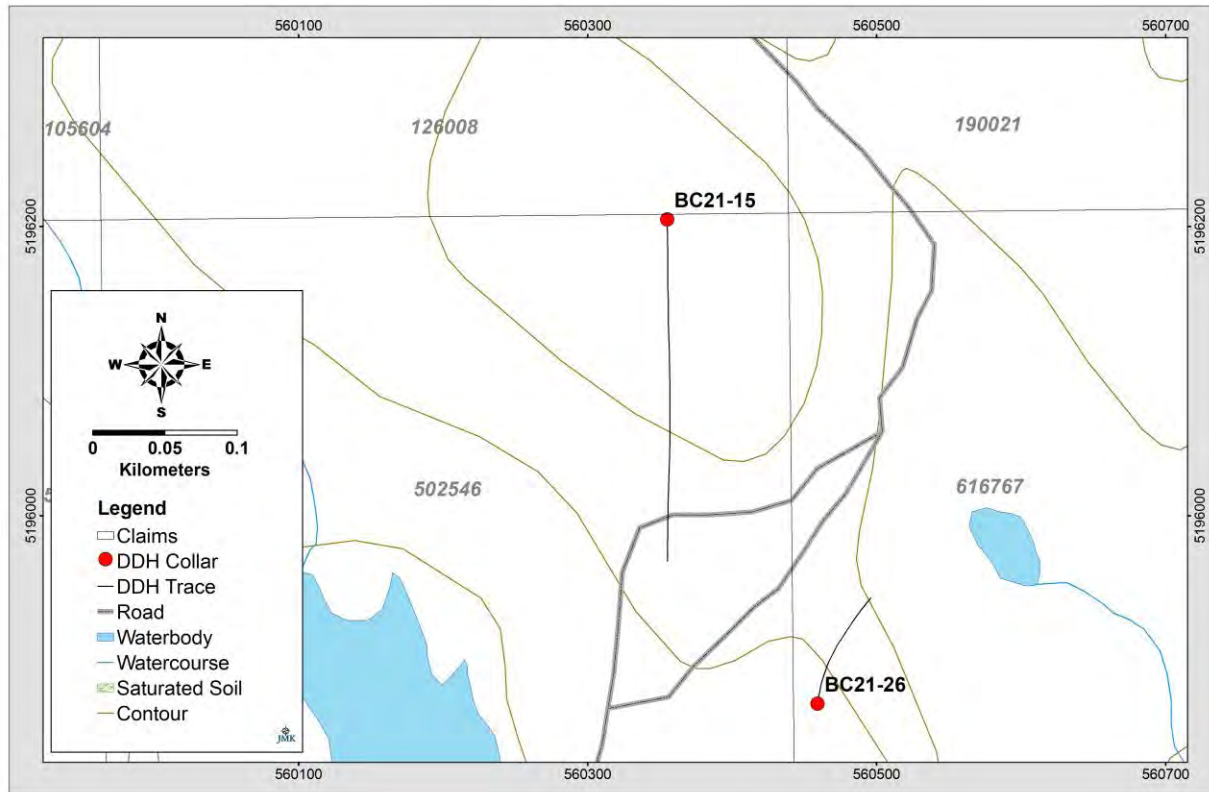 560100 560300 560500 560700
105604 126008 190021
BC21-15
5196200 5196200
N
W E
S
0 0.05 0.1
Kilometers
502546 616767
5196000 5196000
Legend
Claims
DDH Collar
DDH Trace
Road
Waterbody
Watercourse
Saturated Soil
Contour
BC21-26
JMK
560100 560300 560500 560700